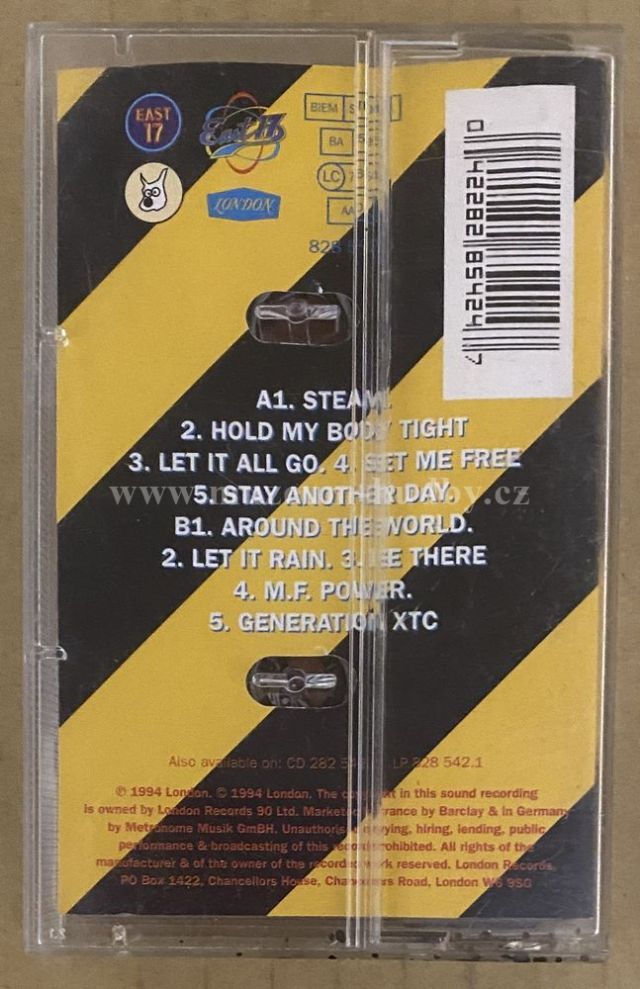 EAST
17
East 17
LONDON
BIEM
BA
LC
828
0 42282 85424 7
A1. STEAM.
2. HOLD MY BODY TIGHT
3. LET IT ALL GO. 4. SET ME FREE
5. STAY ANOTHER DAY.
B1. AROUND THE WORLD.
2. LET IT RAIN. 3. BE THERE
4. M.F. POWER.
5. GENERATION XTC
Also available on: CD 282 LP 828 542.1
℗ 1994 London. © 1994 London. The copyright in this sound recording
is owned by London Records 90 Ltd. Marketed in France by Barclay & in Germany
by Metronome Musik GmBH. Unauthorised copying, hiring, lending, public
performance & broadcasting of this record prohibited. All rights of the
manufacturer & of the owner of the recorded work reserved. London Records,
PO Box 1422, Chancellors House, Chancellors Road, London W6 9SG